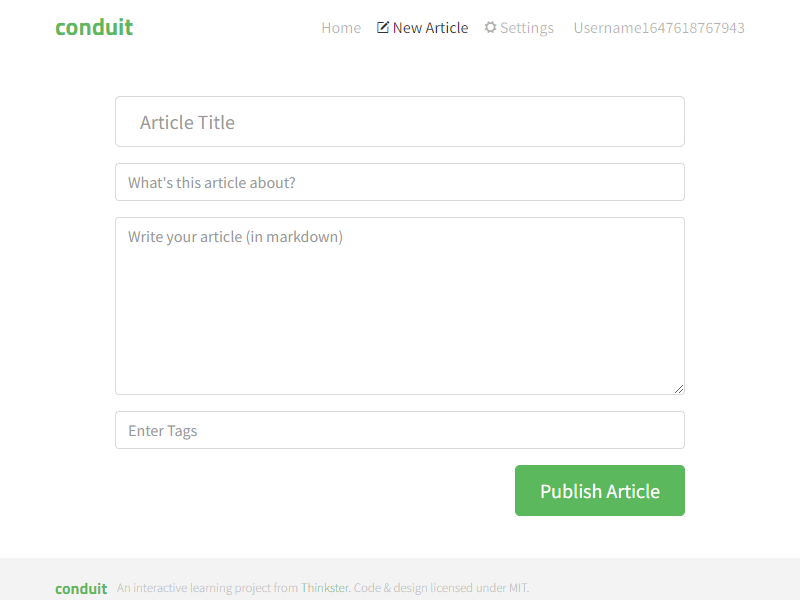 conduit Home New Article Settings Username1647618767943
Article Title
What's this article about?
Write your article (in markdown)
Enter Tags
Publish Article
conduit An interactive learning project from Thinkster. Code & design licensed under MIT.